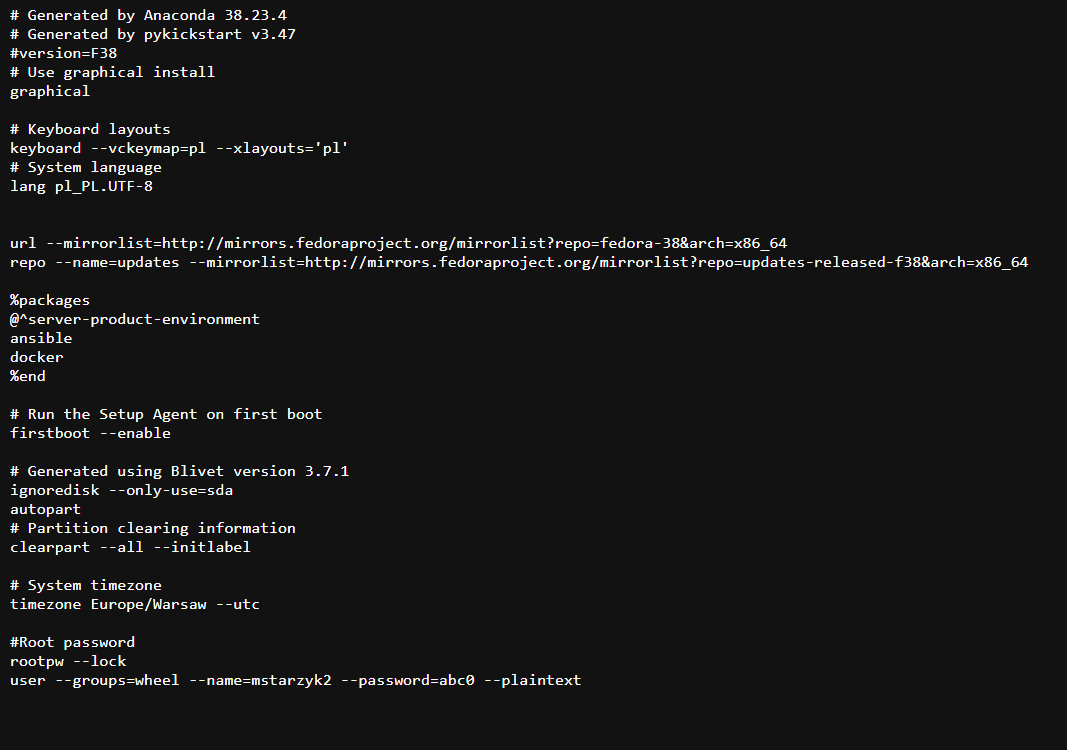 # Generated by Anaconda 38.23.4
# Generated by pykickstart v3.47
#version=F38
# Use graphical install
graphical
# Keyboard layouts
keyboard --vckeymap=pl --xlayouts='pl'
# System language
lang pl_PL.UTF-8
url --mirrorlist=http://mirrors.fedoraproject.org/mirrorlist?repo=fedora-38&arch=x86_64
repo --name=updates --mirrorlist=http://mirrors.fedoraproject.org/mirrorlist?repo=updates-released-f38&arch=x86_64
%packages
@^server-product-environment
ansible
docker
%end
# Run the Setup Agent on first boot
firstboot --enable
# Generated using Blivet version 3.7.1
ignoredisk --only-use=sda
autopart
# Partition clearing information
clearpart --all --initlabel
# System timezone
timezone Europe/Warsaw --utc
#Root password
rootpw --lock
user --groups=wheel --name=mstarzyk2 --password=abc0 --plaintext